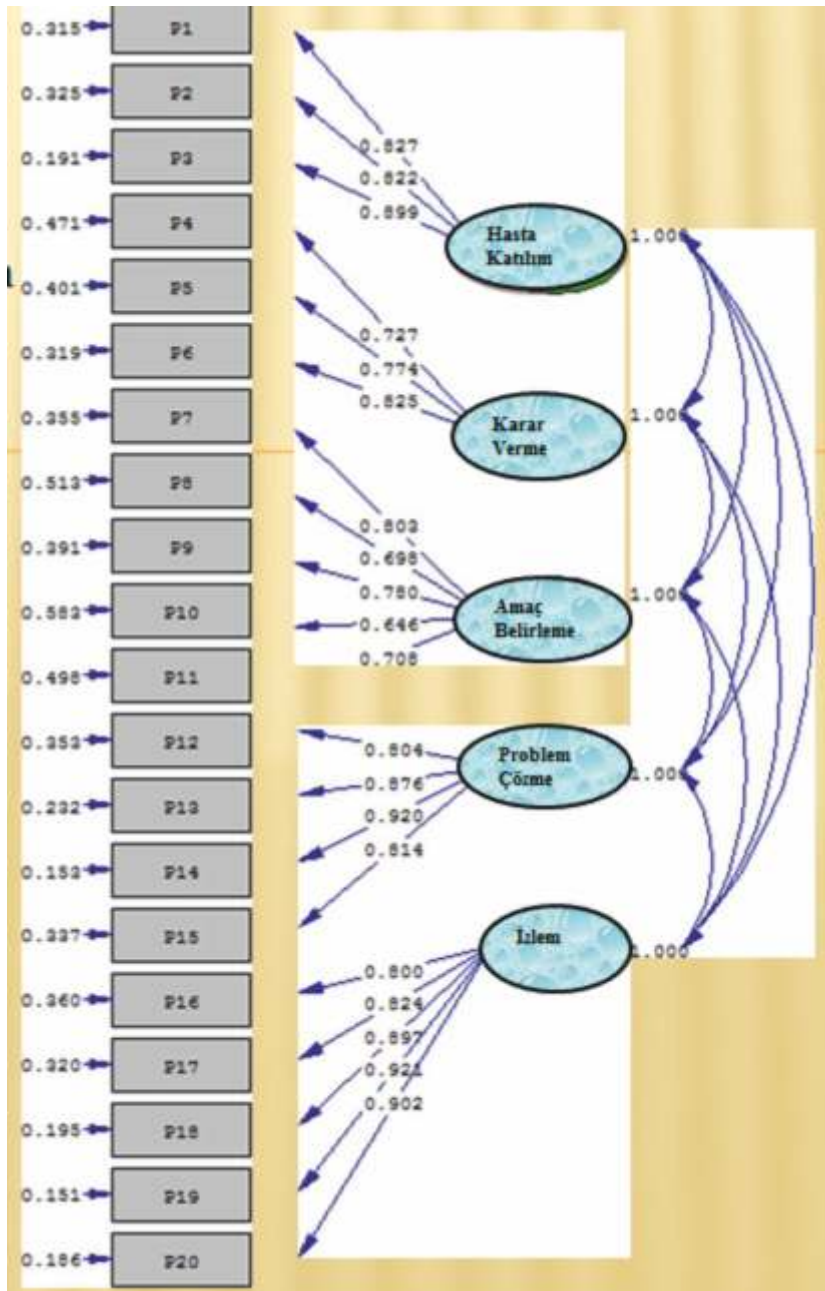 0.315 P1
0.325 P2
0.191 P3
0.471 P4
0.401 P5
0.319 P6
0.355 P7
0.513 P8
0.391 P9
0.583 P10
0.498 P11
0.353 P12
0.232 P13
0.153 P14
0.337 P15
0.360 P16
0.320 P17
0.195 P18
0.151 P19
0.186 P20
0.827
0.822
0.899
Hasta
Katılım
1.000
0.727
0.774
0.825
Karar
Verme
1.000
0.803
0.698
0.780
0.646
0.708
Amaç
Belirleme
1.000
0.804
0.876
0.920
0.814
Problem
Çözme
1.000
0.800
0.824
0.897
0.921
0.902
İzlem
1.000